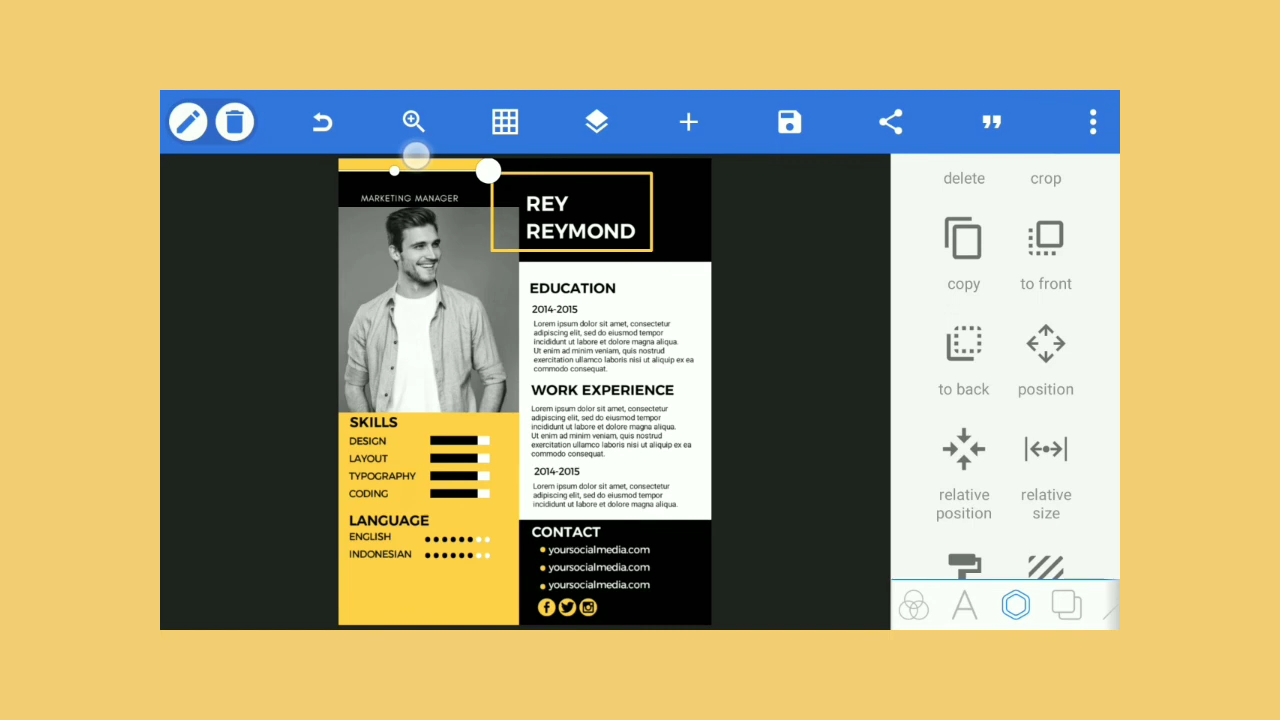 MARKETING MANAGER
REY
REYMOND
SKILLS
DESIGN
LAYOUT
TYPOGRAPHY
CODING
LANGUAGE
ENGLISH
INDONESIAN
EDUCATION
2014-2015
Lorem ipsum dolor sit amet, consectetur
adipiscing elit, sed do eiusmod tempor
incididunt ut labore et dolore magna aliqua.
Ut enim ad minim veniam, quis nostrud
exercitation ullamco laboris nisi ut aliquip ex ea
commodo consequat.
WORK EXPERIENCE
Lorem ipsum dolor sit amet, consectetur
adipiscing elit, sed do eiusmod tempor
incididunt ut labore et dolore magna aliqua.
Ut enim ad minim veniam, quis nostrud
exercitation ullamco laboris nisi ut aliquip ex ea
commodo consequat.
2014-2015
Lorem ipsum dolor sit amet, consectetur
adipiscing elit, sed do eiusmod tempor
incididunt ut labore et dolore magna aliqua.
CONTACT
yoursocialmedia.com
yoursocialmedia.com
yoursocialmedia.com
delete
crop
copy
to front
to back
position
relative
position
relative
size